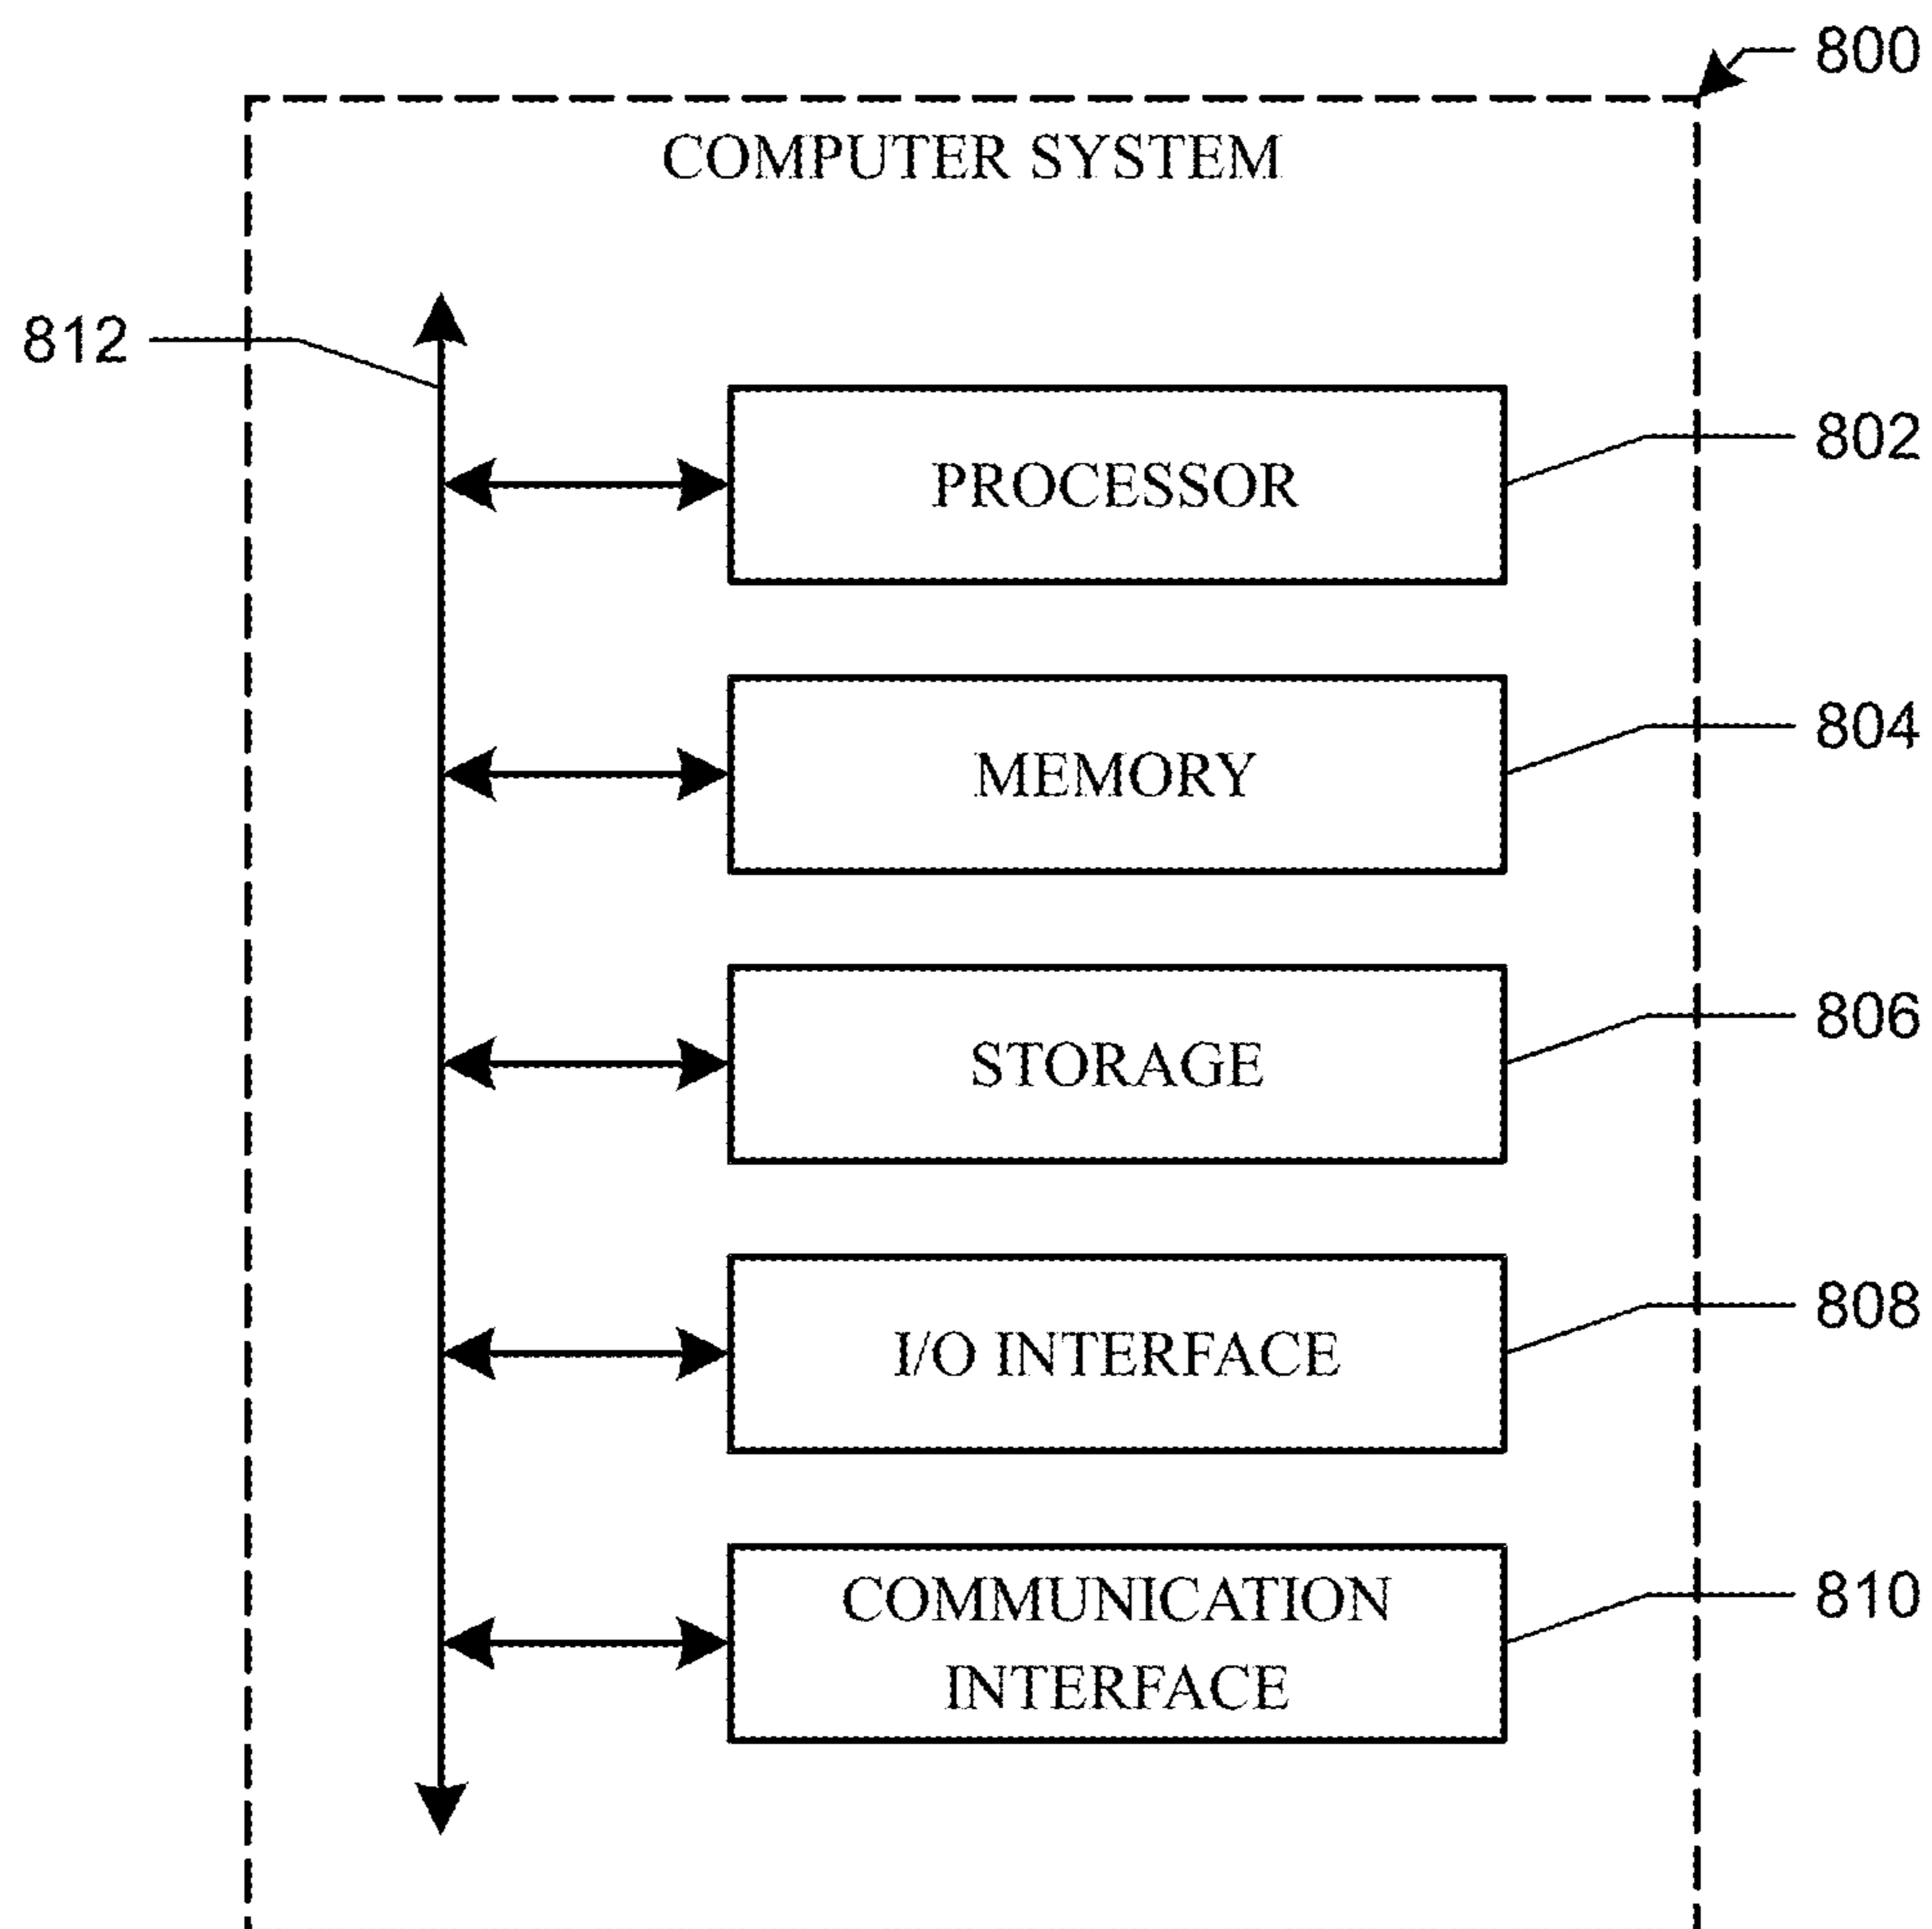 800
COMPUTER SYSTEM
812
PROCESSOR
802
MEMORY
804
STORAGE
806
I/O INTERFACE
808
COMMUNICATION
INTERFACE
810